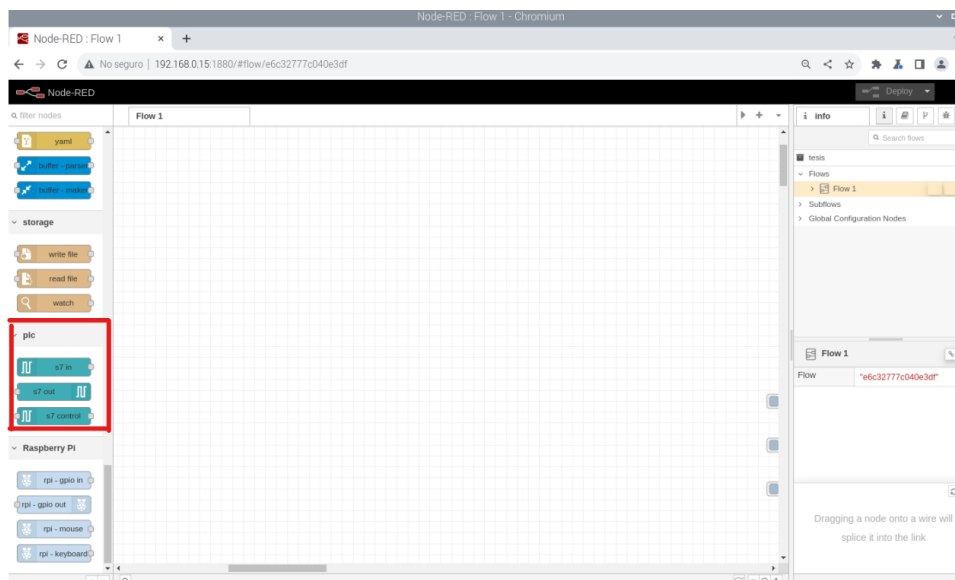 Node-RED : Flow 1 - Chromium
Node-RED : Flow 1 × +
No seguro | 192.168.0.15:1880/#flow/e6c32777c040e3df
Node-RED
Deploy
filter nodes
Flow 1
info
Search flows
yaml
buffer - parser
buffer - maker
storage
write file
read file
watch
plc
s7 in
s7 out
s7 control
Raspberry Pi
rpi - gpio in
rpi - gpio out
rpi - mouse
rpi - keyboard
tesis
Flows
Flow 1
Subflows
Global Configuration Nodes
Flow 1
Flow "e6c32777c040e3df"
Dragging a node onto a wire will
splice it into the link